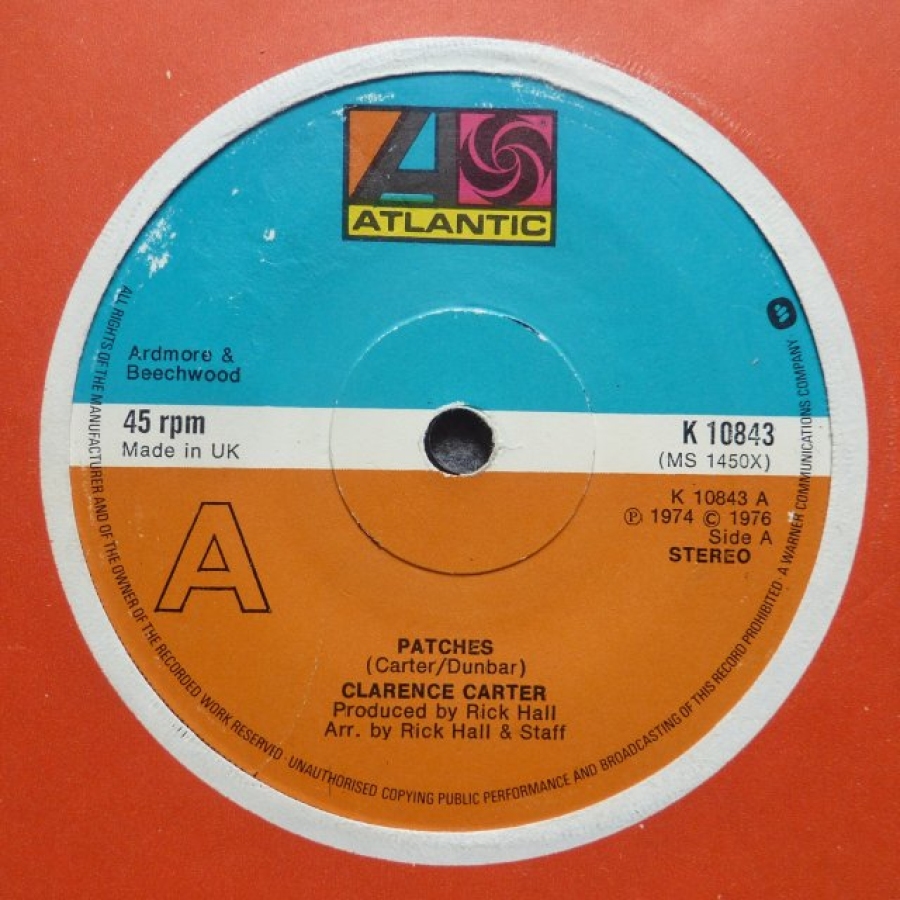 ATLANTIC
Ardmore &
Beechwood
45 rpm
Made in UK
K 10843
(MS 1450X)
K 10843 A
℗ 1974 © 1976
Side A
STEREO
A
PATCHES
(Carter/Dunbar)
CLARENCE CARTER
Produced by Rick Hall
Arr. by Rick Hall & Staff
ALL RIGHTS OF THE MANUFACTURER AND OF THE OWNER OF THE RECORDED WORK RESERVID · UNAUTHORISED COPYING PUBLIC PERFORMANCE AND BROADCASTING OF THIS RECORD PROHIBITED · A WARNER COMMUNICATIONS COMPANY